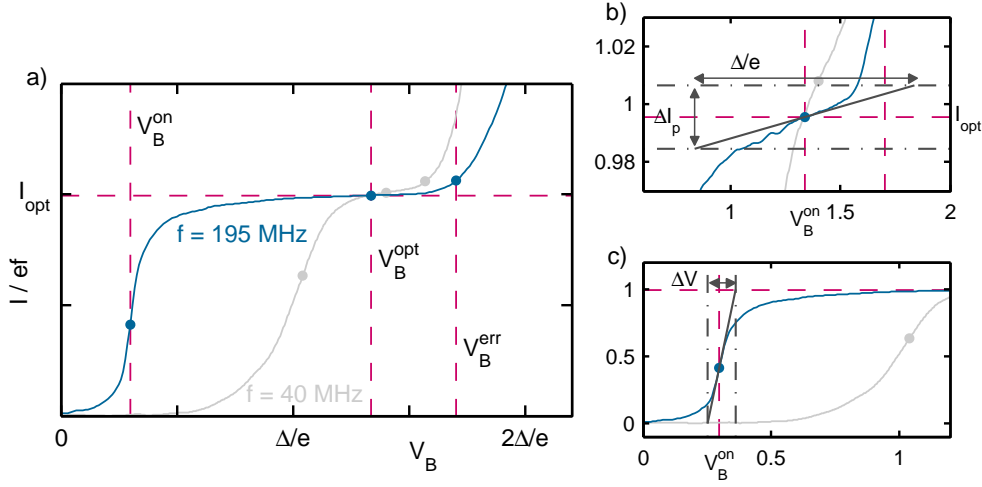 a)
V_B^on
I_opt
f = 195 MHz
V_B^opt
I / ef
V_B^err
f = 40 MHz
0
Δ/e
V_B
2Δ/e
b)
1.02
Δ/e
1
ΔI_p
I_opt
0.98
1
V_B^on
1.5
2
c)
ΔV
1
0.5
0
0
V_B^on
0.5
1